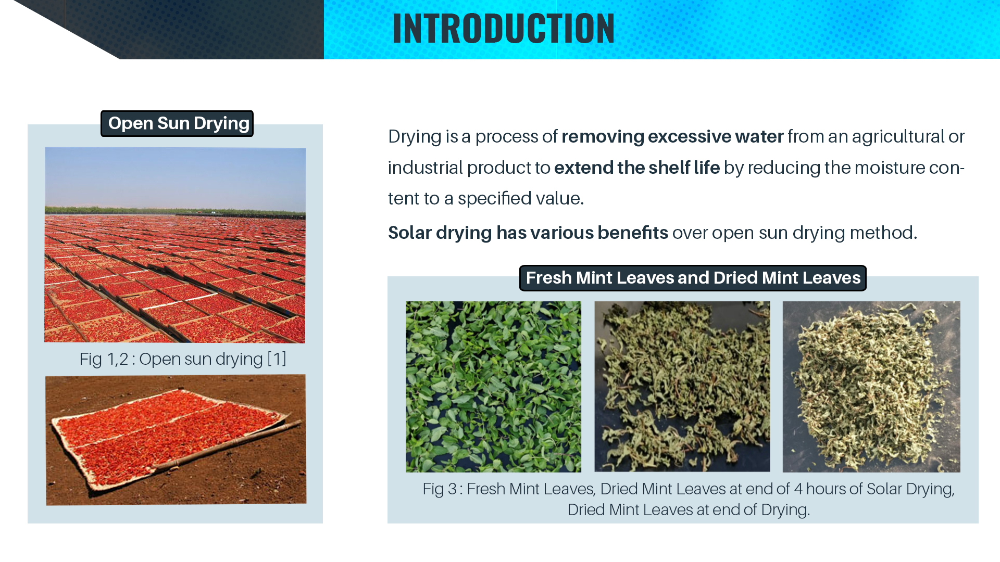 INTRODUCTION
Open Sun Drying
Fig 1,2 : Open sun drying [1]
Drying is a process of removing excessive water from an agricultural or
industrial product to extend the shelf life by reducing the moisture con-
tent to a specified value.
Solar drying has various benefits over open sun drying method.
Fresh Mint Leaves and Dried Mint Leaves
Fig 3 : Fresh Mint Leaves, Dried Mint Leaves at end of 4 hours of Solar Drying,
Dried Mint Leaves at end of Drying.